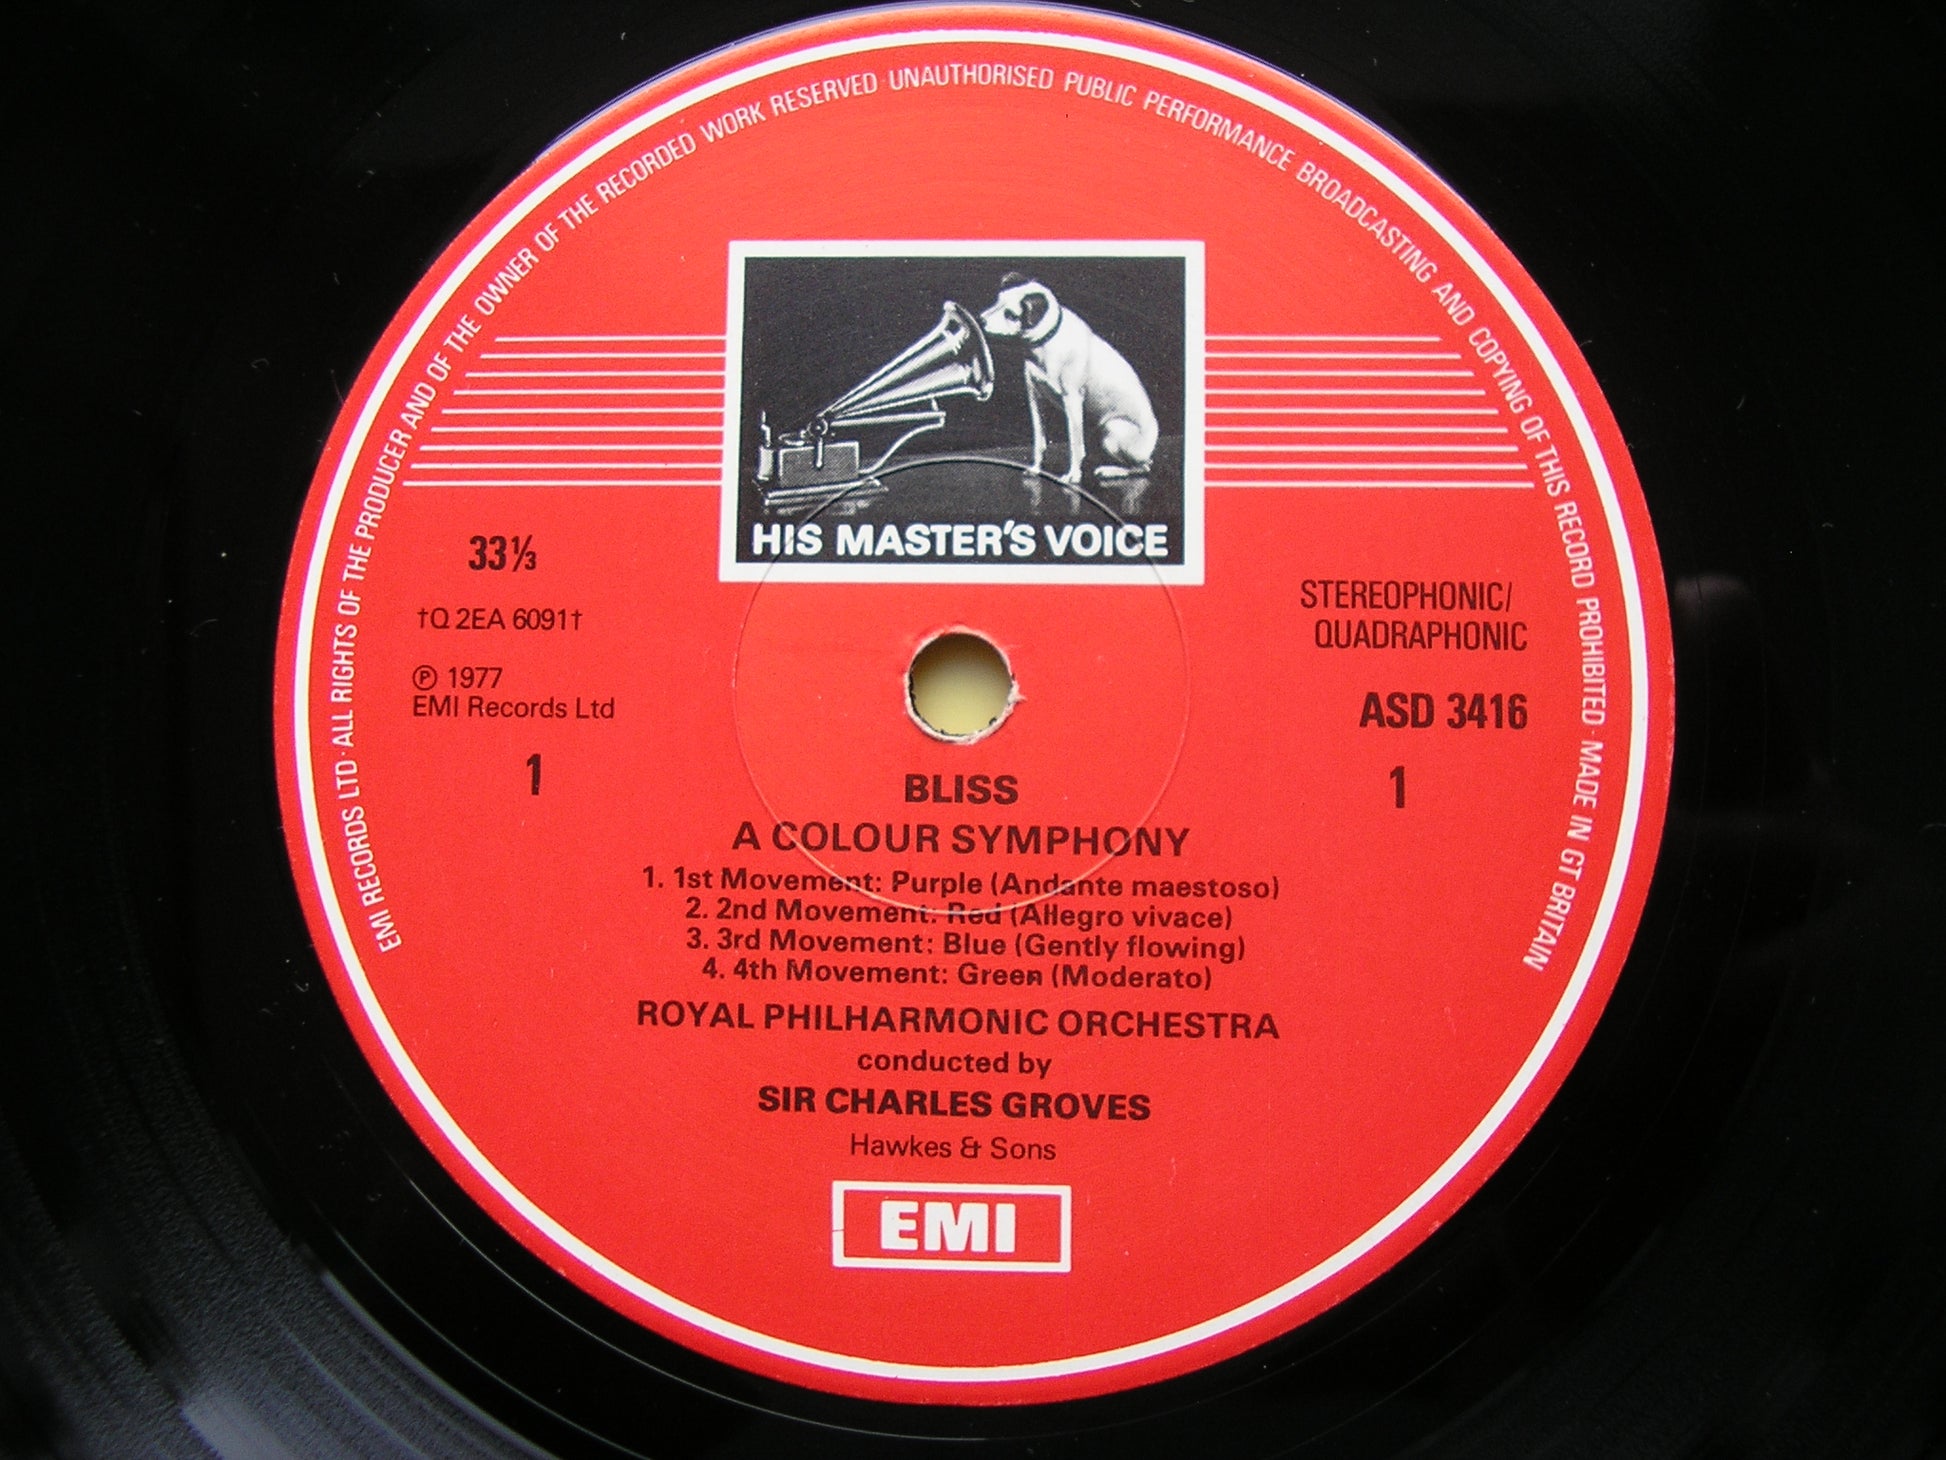 EMI RECORDS LTD · ALL RIGHTS OF THE PRODUCER AND OF THE OWNER OF THE RECORDED WORK RESERVED · UNAUTHORISED PUBLIC PERFORMANCE BROADCASTING AND COPYING OF THIS RECORD PROHIBITED · MADE IN GT BRITAIN
HIS MASTER'S VOICE
33⅓
†Q 2EA 6091†
℗ 1977
EMI Records Ltd
1
STEREOPHONIC/
QUADRAPHONIC
ASD 3416
1
BLISS
A COLOUR SYMPHONY
1. 1st Movement: Purple (Andante maestoso)
2. 2nd Movement: Red (Allegro vivace)
3. 3rd Movement: Blue (Gently flowing)
4. 4th Movement: Green (Moderato)
ROYAL PHILHARMONIC ORCHESTRA
conducted by
SIR CHARLES GROVES
Hawkes & Sons
EMI